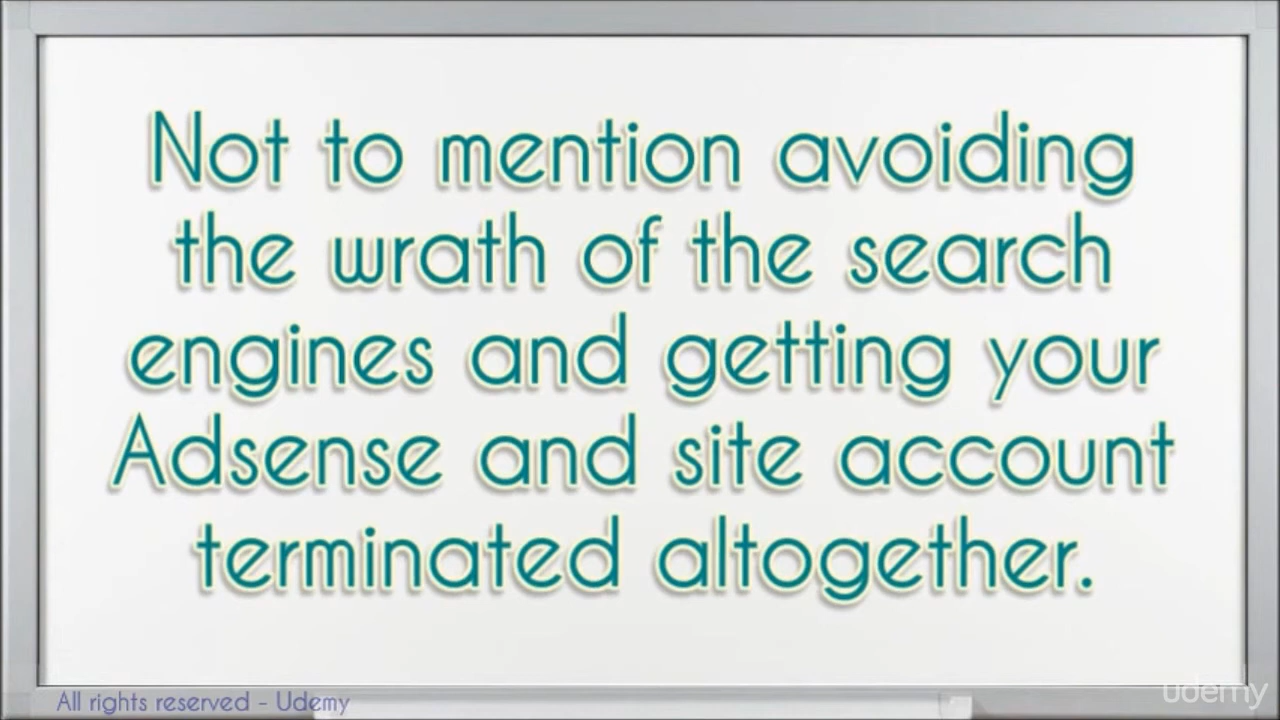 Not to mention avoiding
the wrath of the search
engines and getting your
Adsense and site account
terminated altogether.
All rights reserved - Udemy
udemy